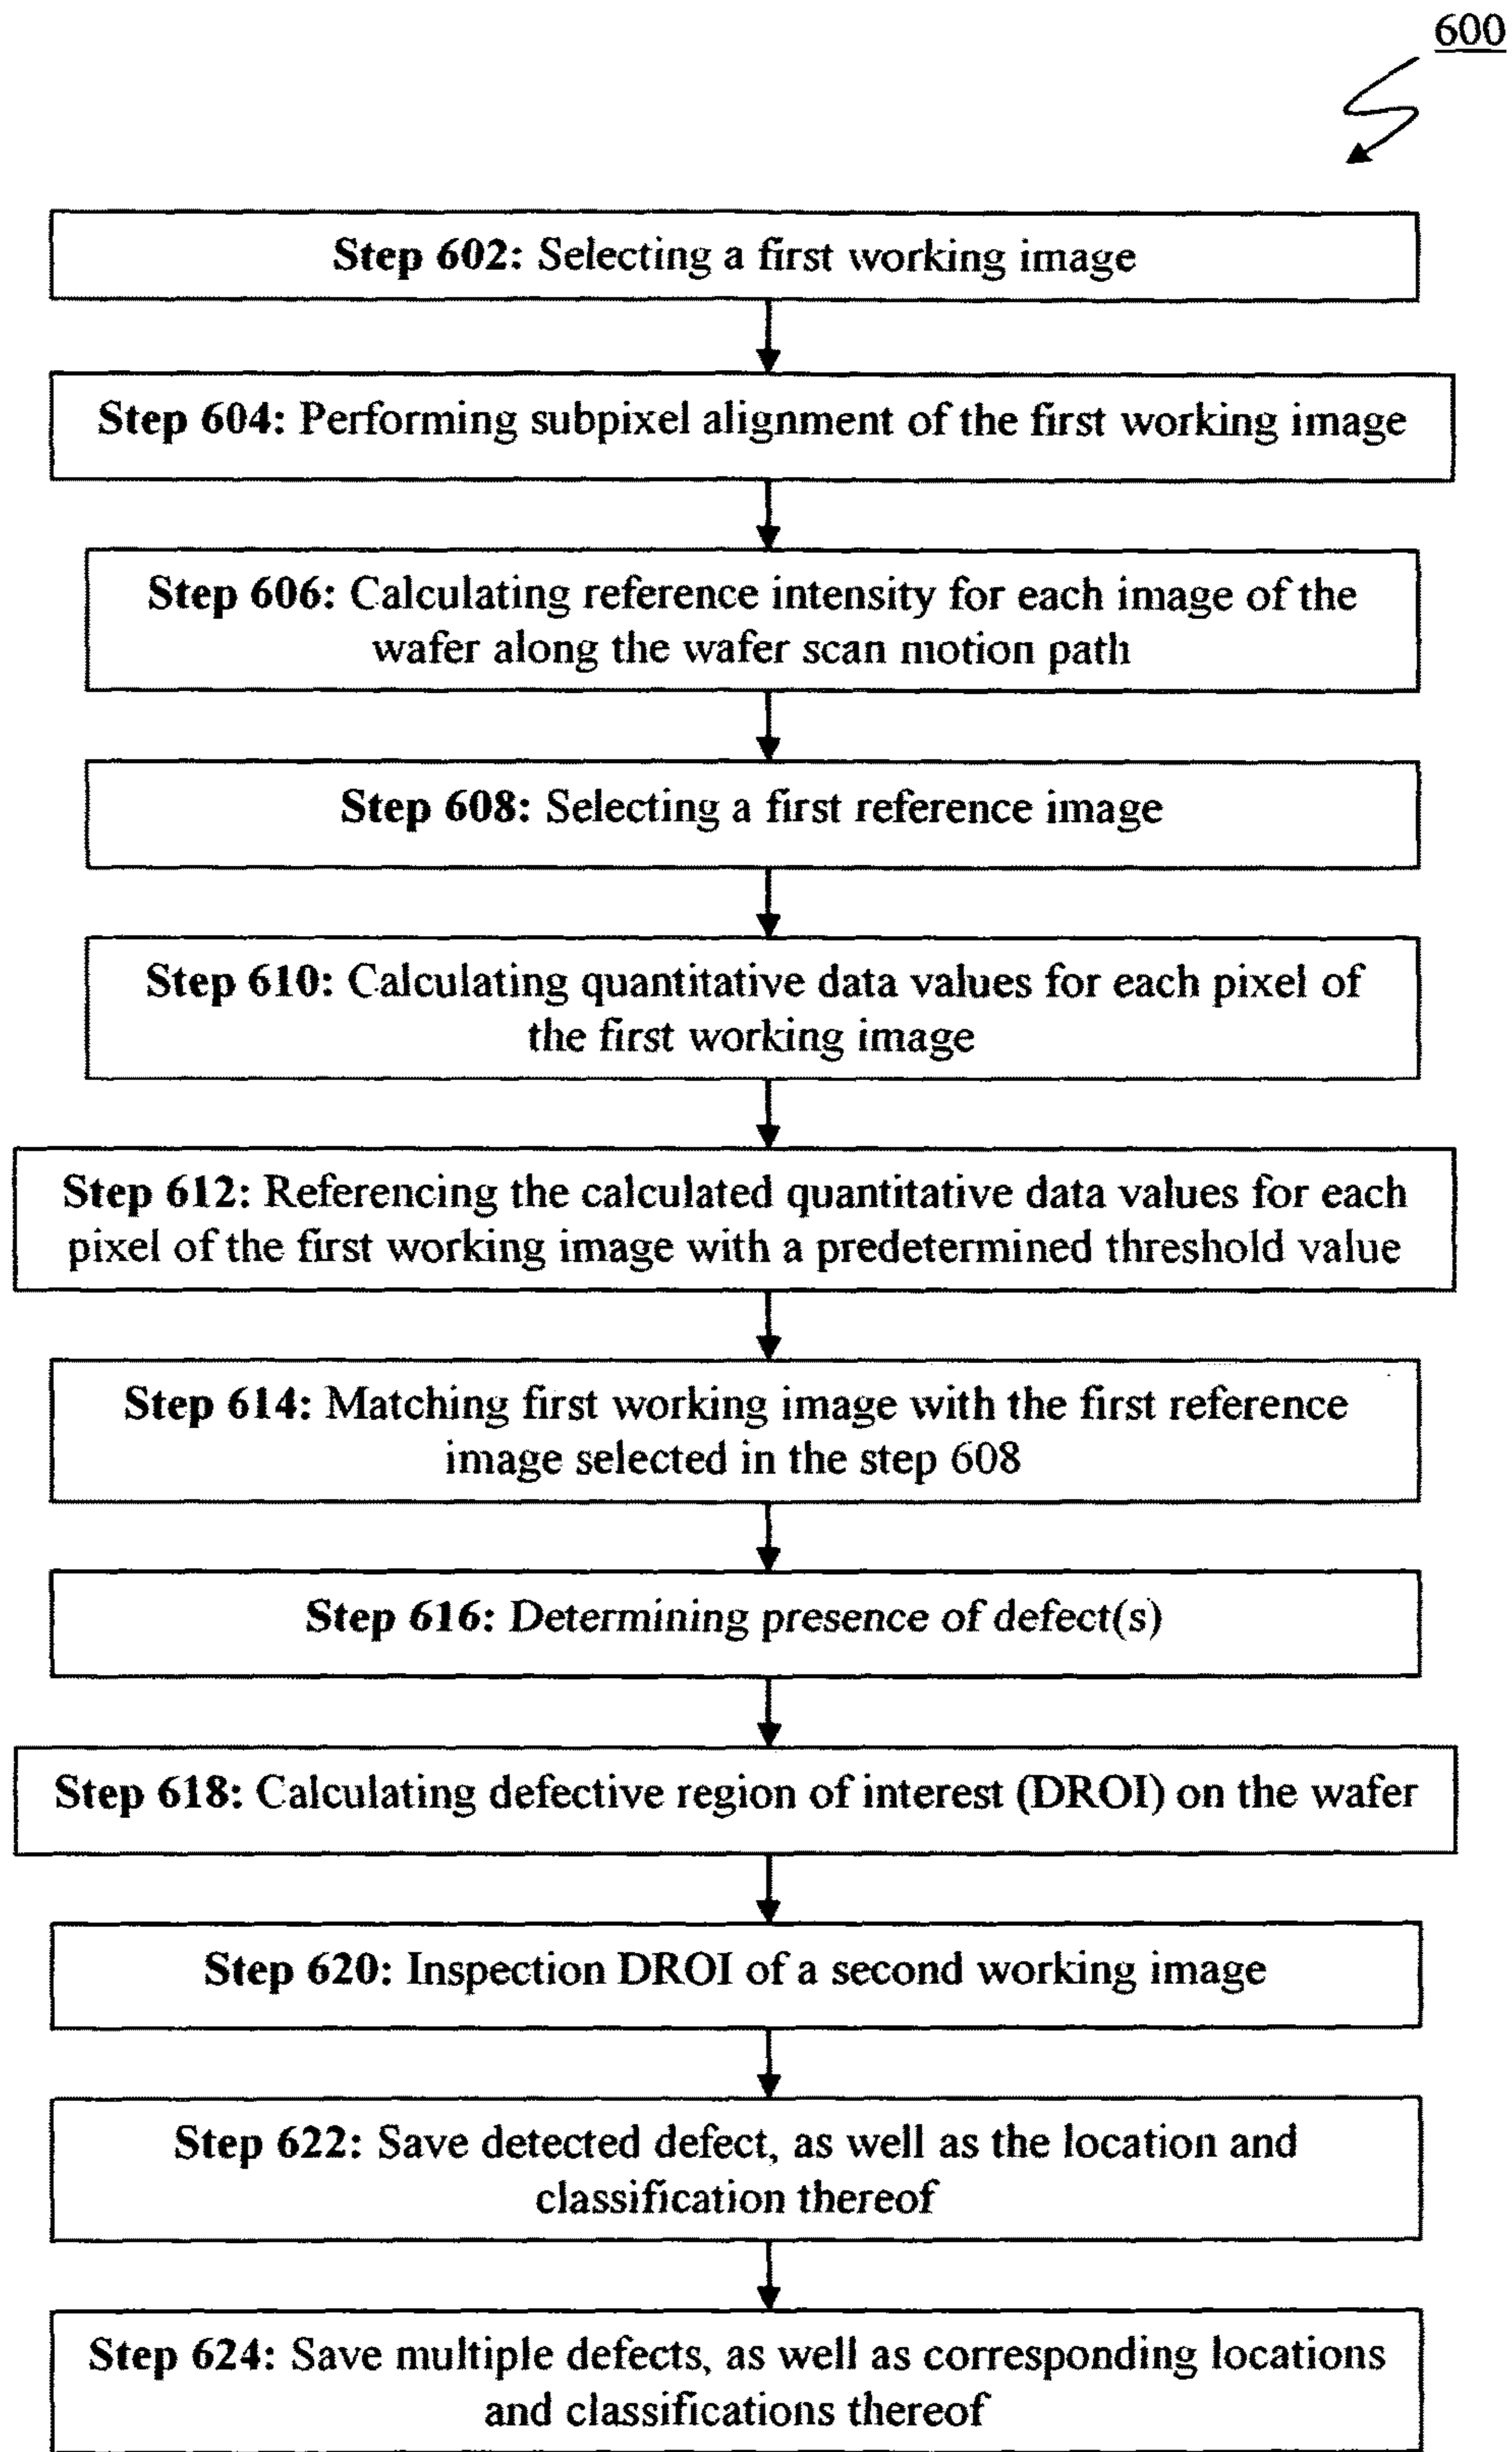 600
Step 602: Selecting a first working image
Step 604: Performing subpixel alignment of the first working image
Step 606: Calculating reference intensity for each image of the
wafer along the wafer scan motion path
Step 608: Selecting a first reference image
Step 610: Calculating quantitative data values for each pixel of
the first working image
Step 612: Referencing the calculated quantitative data values for each
pixel of the first working image with a predetermined threshold value
Step 614: Matching first working image with the first reference
image selected in the step 608
Step 616: Determining presence of defect(s)
Step 618: Calculating defective region of interest (DROI) on the wafer
Step 620: Inspection DROI of a second working image
Step 622: Save detected defect, as well as the location and
classification thereof
Step 624: Save multiple defects, as well as corresponding locations
and classifications thereof